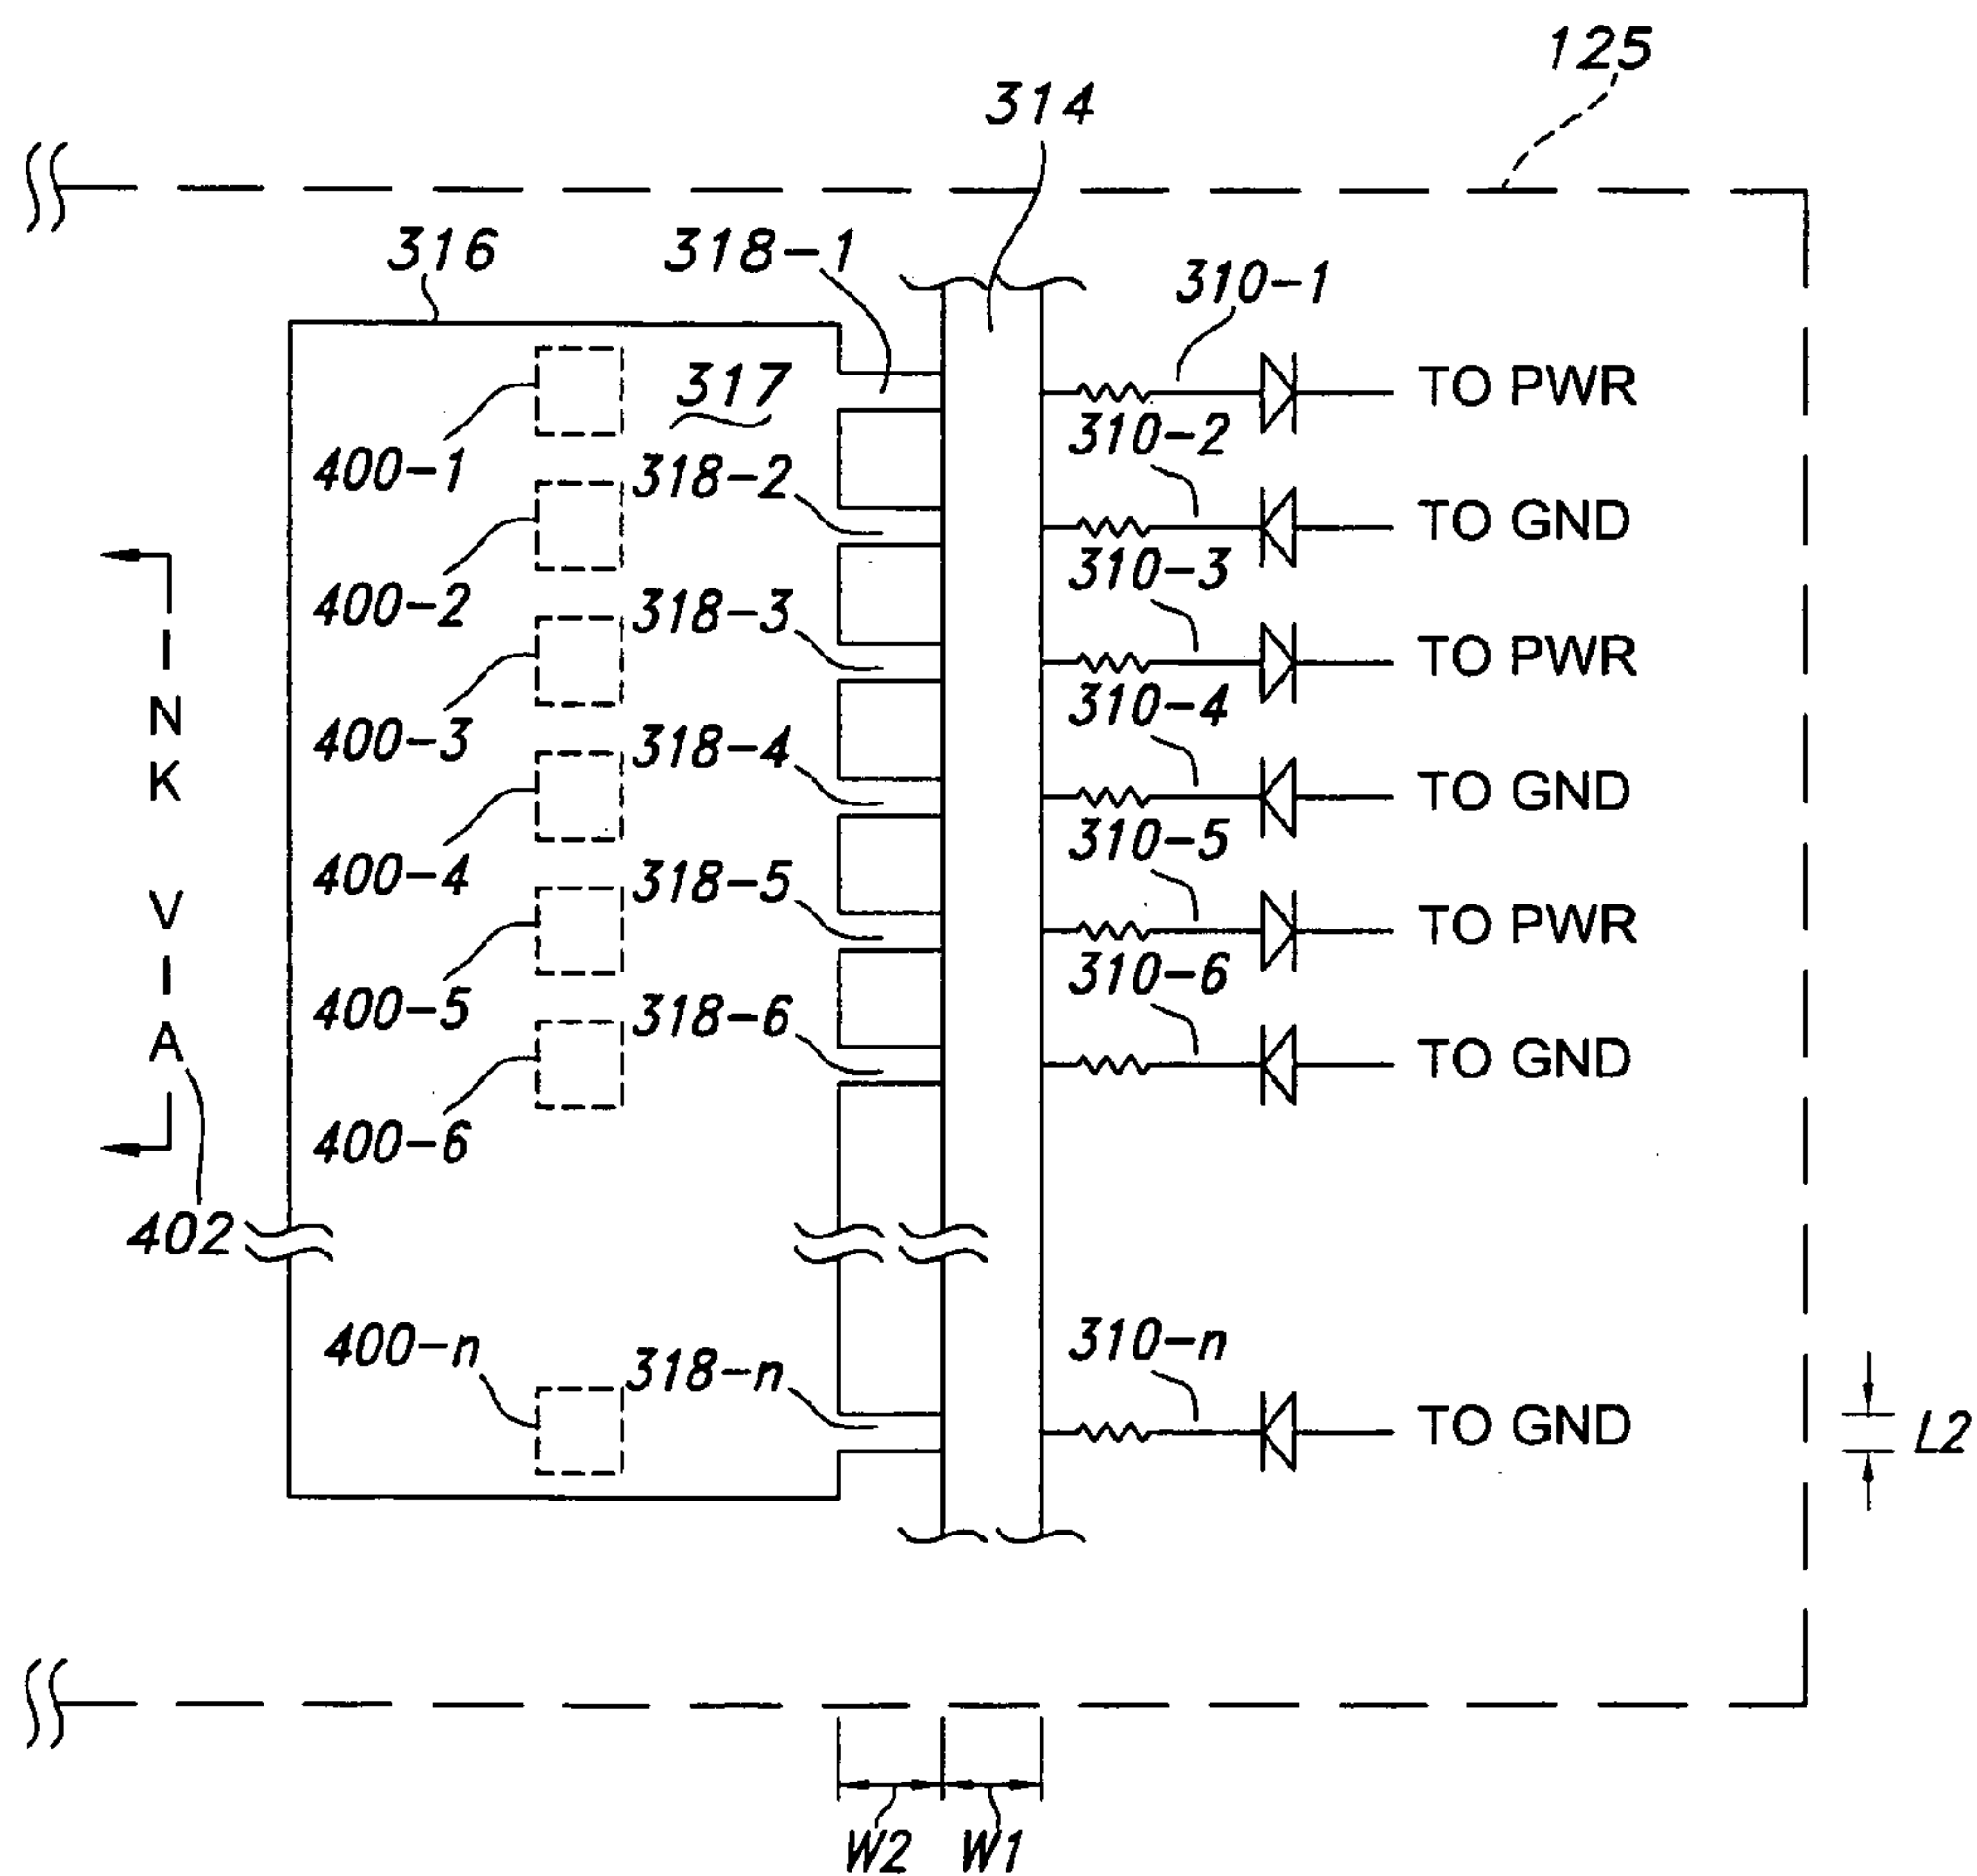 125
314
316
318-1
310-1
317
TO PWR
400-1
318-2
310-2
TO GND
400-2
318-3
310-3
TO PWR
400-3
318-4
310-4
TO GND
400-4
318-5
310-5
TO PWR
400-5
318-6
310-6
TO GND
400-6
INK VIA
402
400-n
318-n
310-n
TO GND
L2
W2
W1